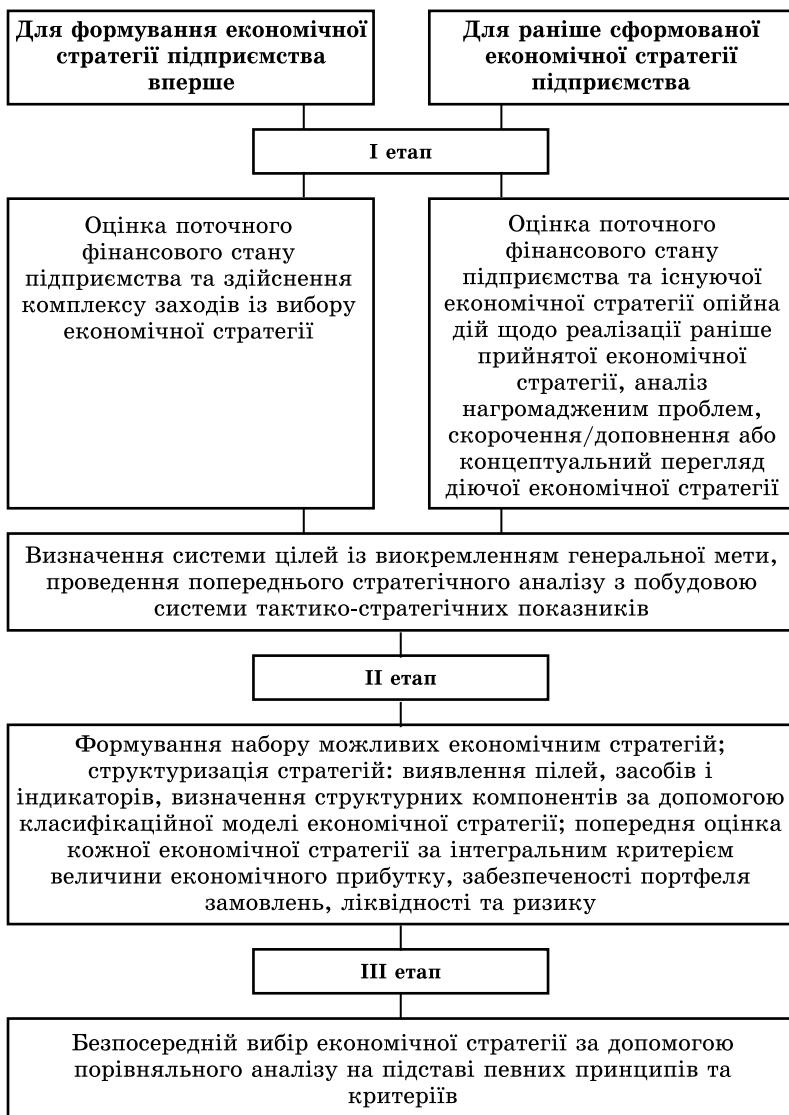 Для формування економічної
стратегії підприємства
вперше
Для раніше сформованої
економічної стратегії
підприємства
І етап
Оцінка поточного
фінансового стану
підприємства та здійснення
комплексу заходів із вибору
економічної стратегії
Оцінка поточного
фінансового стану
підприємства та існуючої
економічної стратегії опійна
дій щодо реалізації раніше
прийнятої економічної
стратегії, аналіз
нагромадженим проблем,
скорочення/доповнення або
концептуальний перегляд
діючої економічної стратегії
Визначення системи цілей із виокремленням генеральної мети,
проведення попереднього стратегічного аналізу з побудовою
системи тактико-стратегічних показників
ІІ етап
Формування набору можливих економічним стратегій;
структуризація стратегій: виявлення пілей, засобів і
індикаторів, визначення структурних компонентів за допомогою
класифікаційної моделі економічної стратегії; попередня оцінка
кожної економічної стратегії за інтегральним критерієм
величини економічного прибутку, забезпеченості портфеля
замовлень, ліквідності та ризику
ІІІ етап
Безпосередній вибір економічної стратегії за допомогою
порівняльного аналізу на підставі певних принципів та
критеріїв